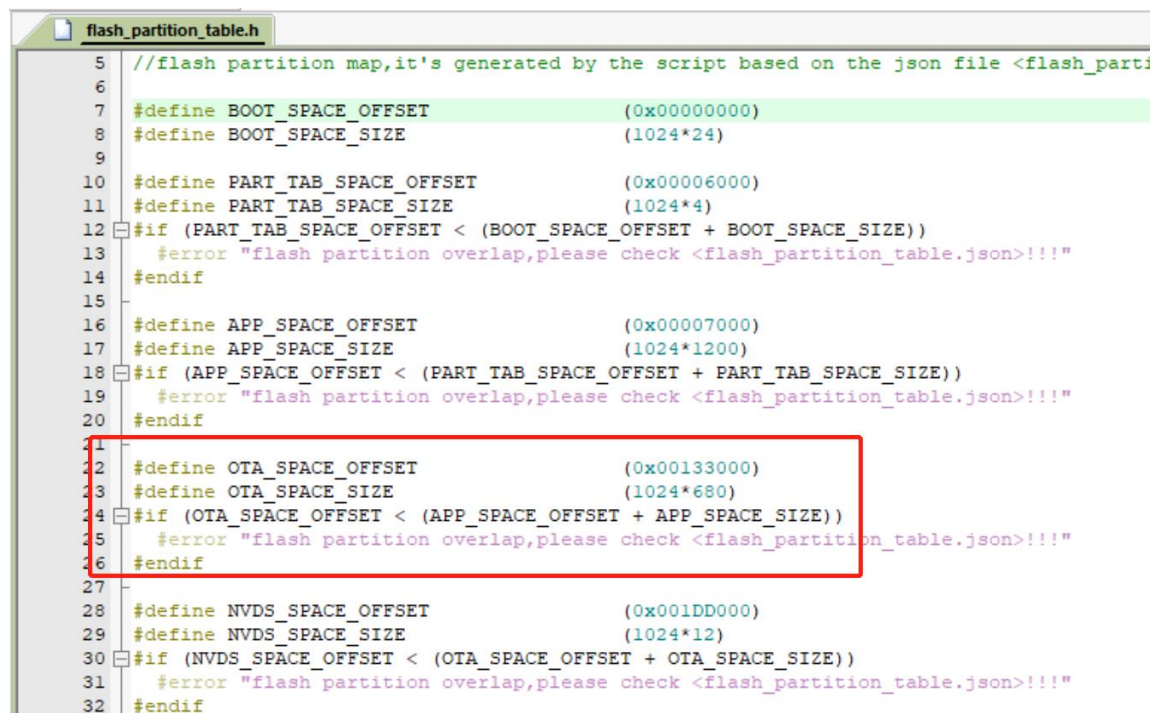 flash_partition_table.h
5 //flash partition map,it's generated by the script based on the json file <flash_parti
6
7 #define BOOT_SPACE_OFFSET (0x00000000)
8 #define BOOT_SPACE_SIZE (1024*24)
9
10 #define PART_TAB_SPACE_OFFSET (0x00006000)
11 #define PART_TAB_SPACE_SIZE (1024*4)
12 #if (PART_TAB_SPACE_OFFSET < (BOOT_SPACE_OFFSET + BOOT_SPACE_SIZE))
13 #error "flash partition overlap,please check <flash_partition_table.json>!!!"
14 #endif
15
16 #define APP_SPACE_OFFSET (0x00007000)
17 #define APP_SPACE_SIZE (1024*1200)
18 #if (APP_SPACE_OFFSET < (PART_TAB_SPACE_OFFSET + PART_TAB_SPACE_SIZE))
19 #error "flash partition overlap,please check <flash_partition_table.json>!!!"
20 #endif
21
22 #define OTA_SPACE_OFFSET (0x00133000)
23 #define OTA_SPACE_SIZE (1024*680)
24 #if (OTA_SPACE_OFFSET < (APP_SPACE_OFFSET + APP_SPACE_SIZE))
25 #error "flash partition overlap,please check <flash_partition_table.json>!!!"
26 #endif
27
28 #define NVDS_SPACE_OFFSET (0x001DD000)
29 #define NVDS_SPACE_SIZE (1024*12)
30 #if (NVDS_SPACE_OFFSET < (OTA_SPACE_OFFSET + OTA_SPACE_SIZE))
31 #error "flash partition overlap,please check <flash_partition_table.json>!!!"
32 #endif